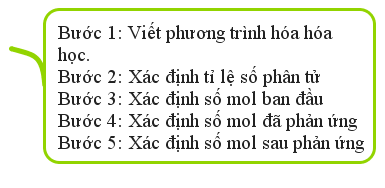 Bước 1: Viết phương trình hóa hóa
học.
Bước 2: Xác định tỉ lệ số phân tử
Bước 3: Xác định số mol ban đầu
Bước 4: Xác định số mol đã phản ứng
Bước 5: Xác định số mol sau phản ứng